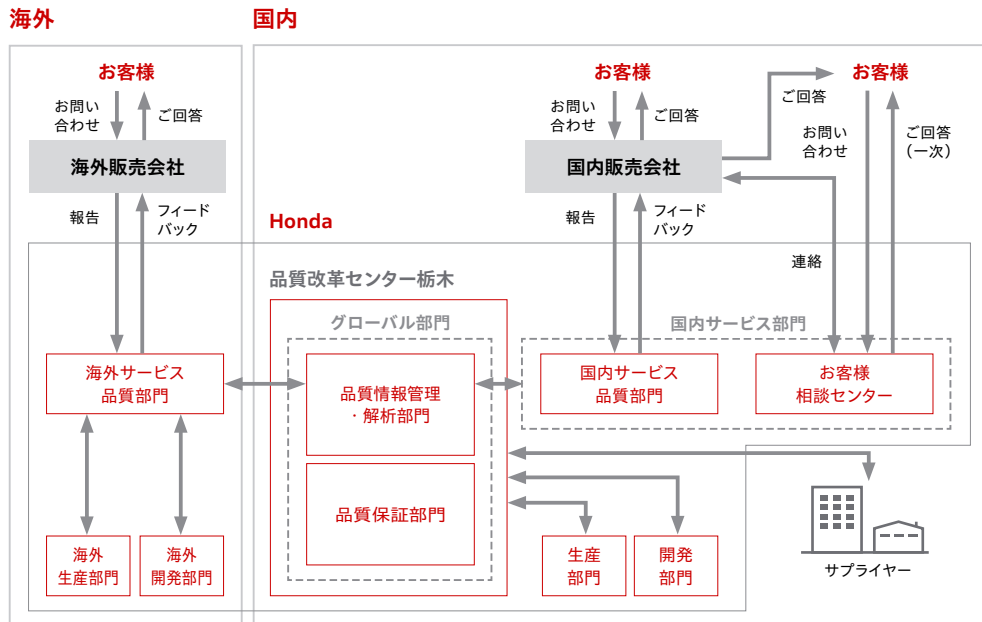 海外
国内
お客様
お問い
合わせ
ご回答
海外販売会社
報告
フィード
バック
お客様
お問い
合わせ
ご回答
国内販売会社
報告
フィード
バック
お客様
ご回答
お問い
合わせ
ご回答
（一次）
連絡
Honda
品質改革センター栃木
グローバル部門
国内サービス部門
海外サービス
品質部門
品質情報管理
・解析部門
国内サービス
品質部門
お客様
相談センター
品質保証部門
海外
生産部門
海外
開発部門
生産
部門
開発
部門
サプライヤー